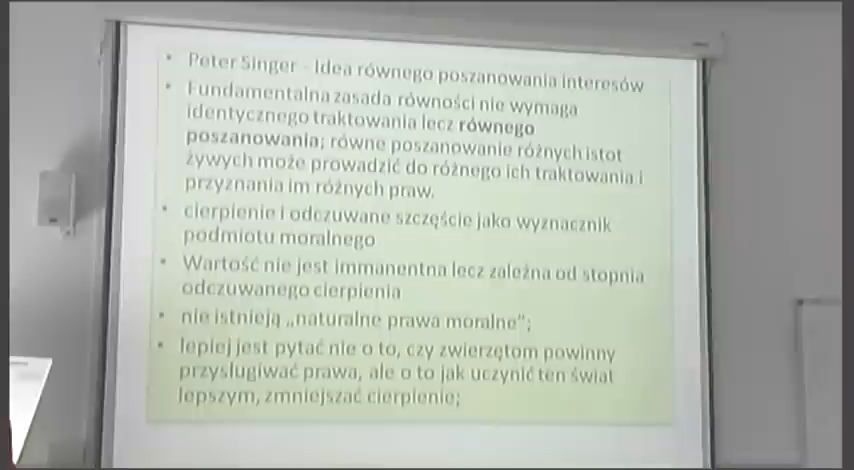 • Peter Singer - Idea równego poszanowania interesów
• Fundamentalna zasada równości nie wymaga
identycznego traktowania lecz równego
poszanowania; równe poszanowanie różnych istot
żywych może prowadzić do różnego ich traktowania i
przyznania im różnych praw.
• cierpienie i odczuwane szczęście jako wyznacznik
podmiotu moralnego
• Wartość nie jest immanentna lecz zależna od stopnia
odczuwanego cierpienia
• nie istnieją „naturalne prawa moralne”;
• lepiej jest pytać nie o to, czy zwierzętom powinny
przysługiwać prawa, ale o to jak uczynić ten świat
lepszym, zmniejszać cierpienie;